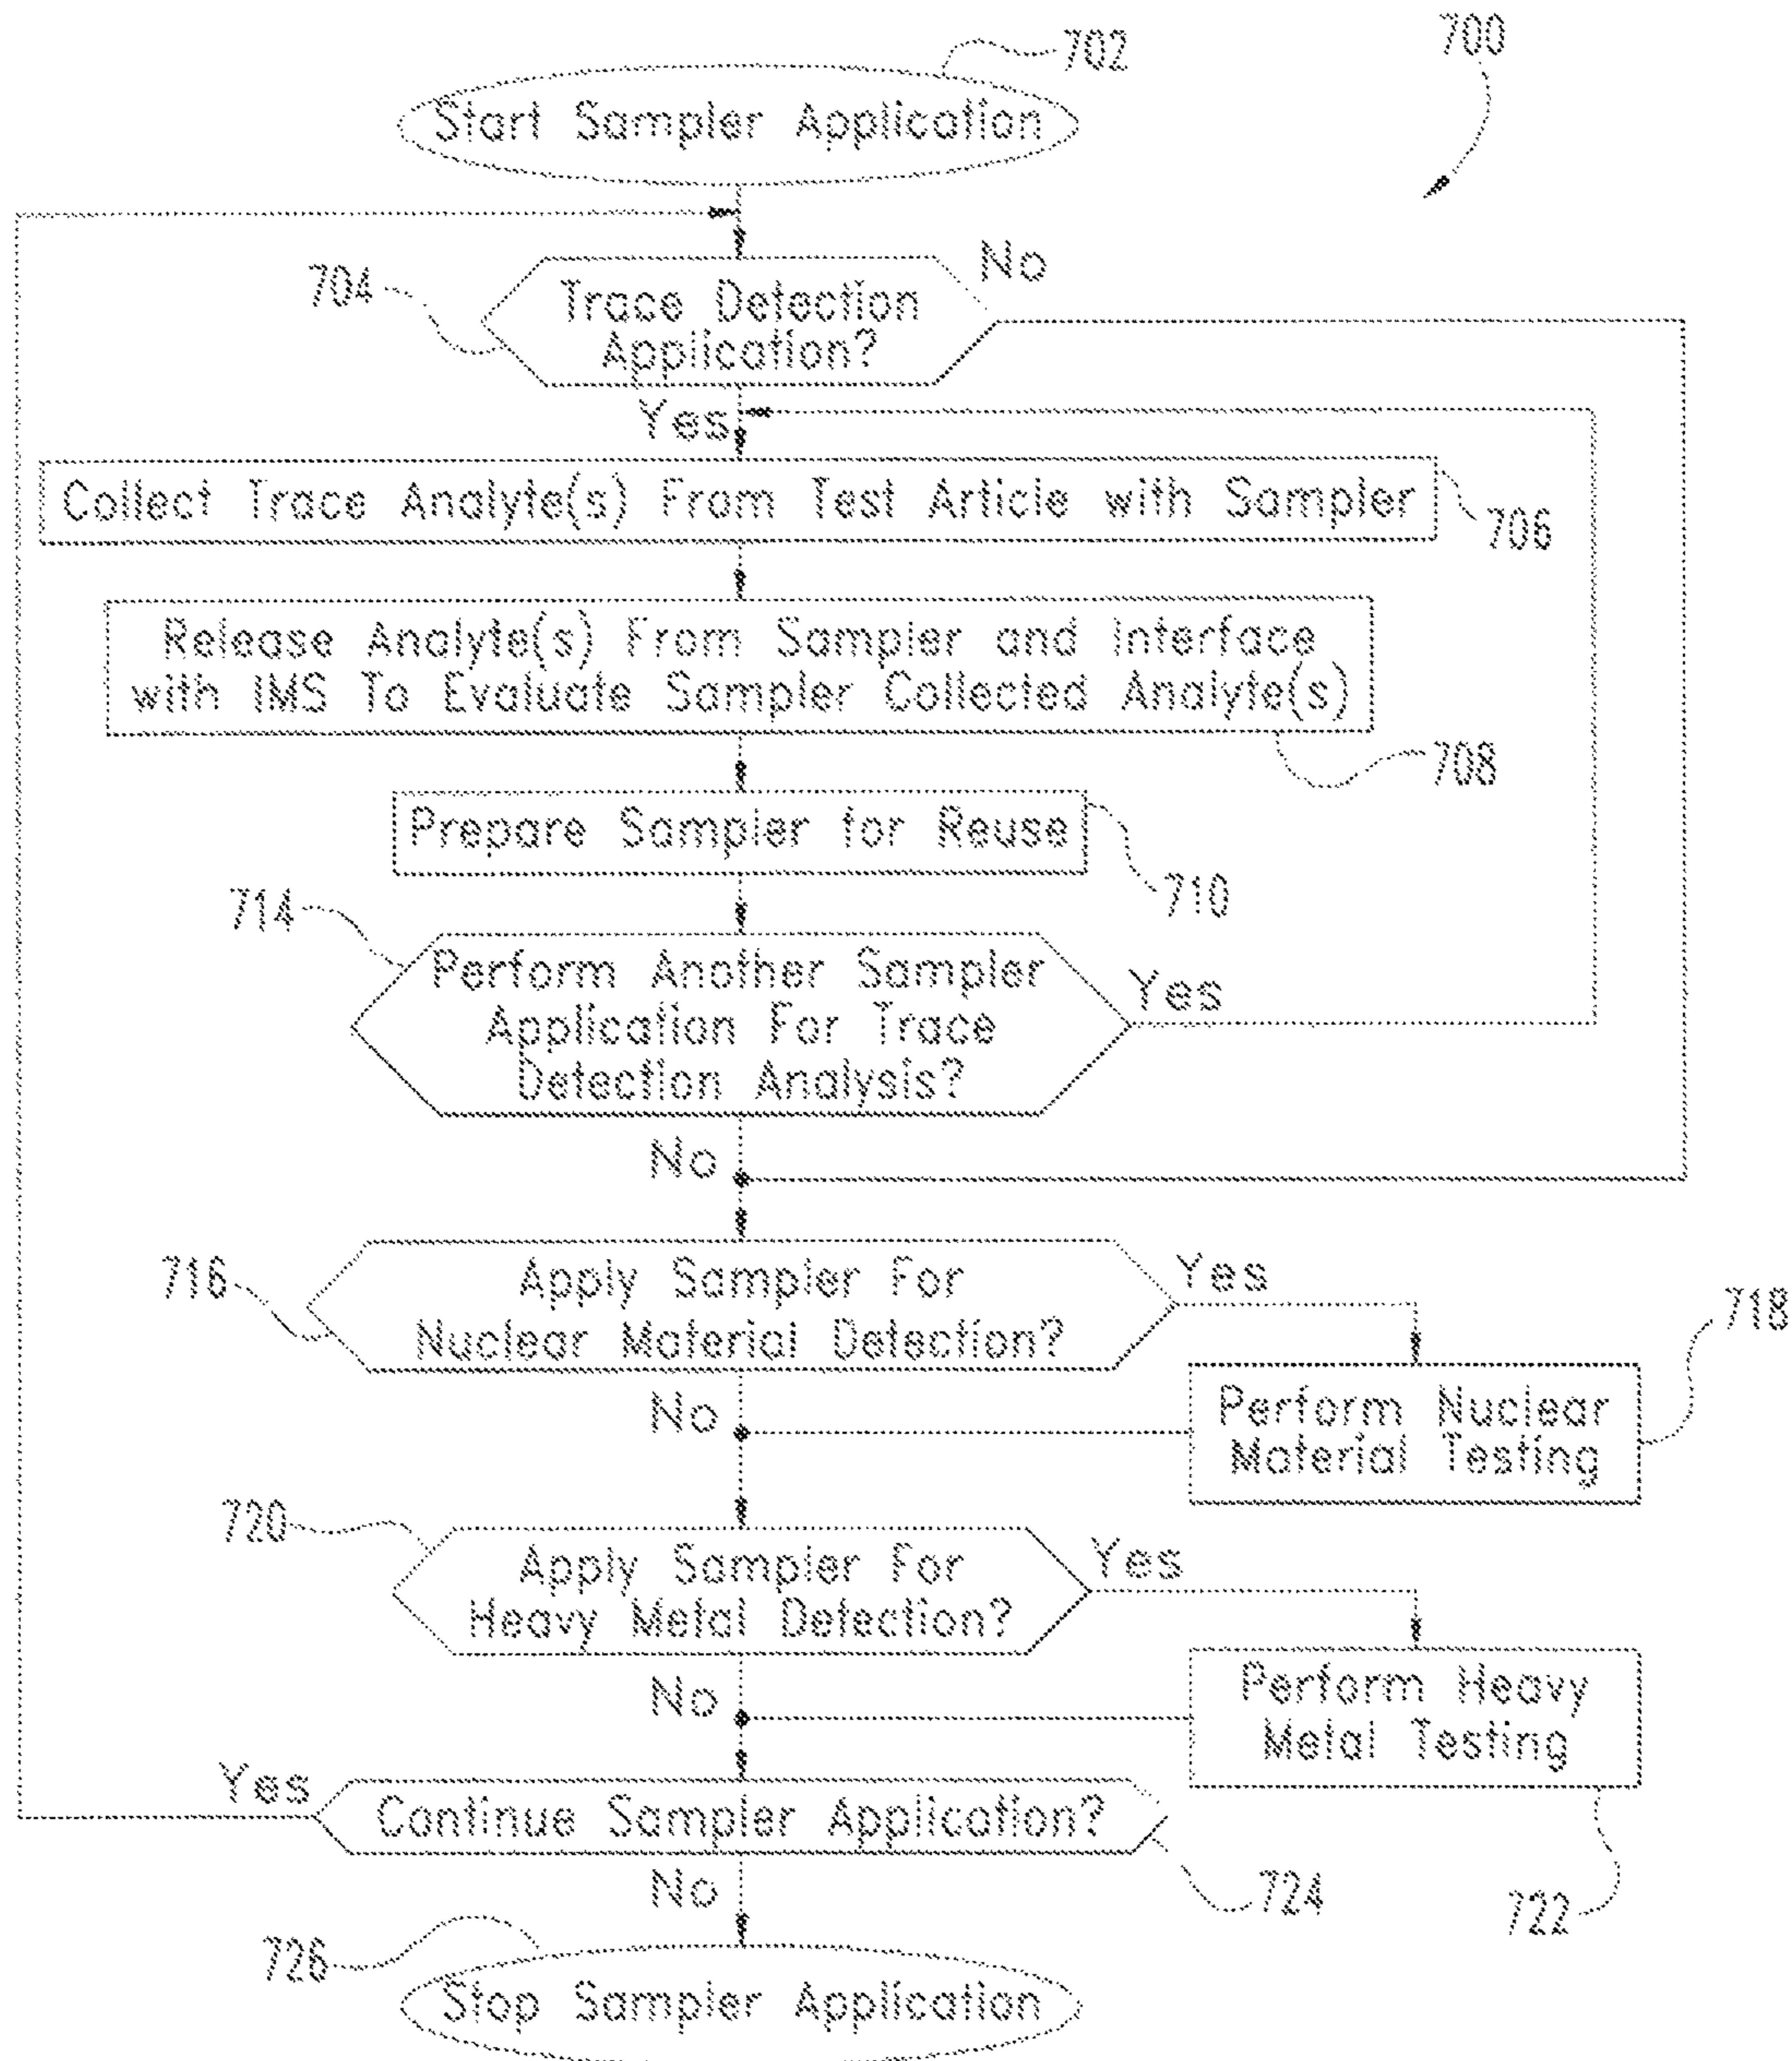 700
702
Start Sampler Application
704
Trace Detection
Application?
No
Yes
Collect Trace Analyte(s) From Test Article with Sampler
706
Release Analyte(s) From Sampler and Interface
with IMS To Evaluate Sampler Collected Analyte(s)
708
Prepare Sampler for Reuse
710
714
Perform Another Sampler
Application For Trace
Detection Analysis?
Yes
No
716
Apply Sampler For
Nuclear Material Detection?
Yes
718
No
Perform Nuclear
Material Testing
720
Apply Sampler For
Heavy Metal Detection?
Yes
No
Perform Heavy
Metal Testing
722
Yes
Continue Sampler Application?
724
No
726
Stop Sampler Application